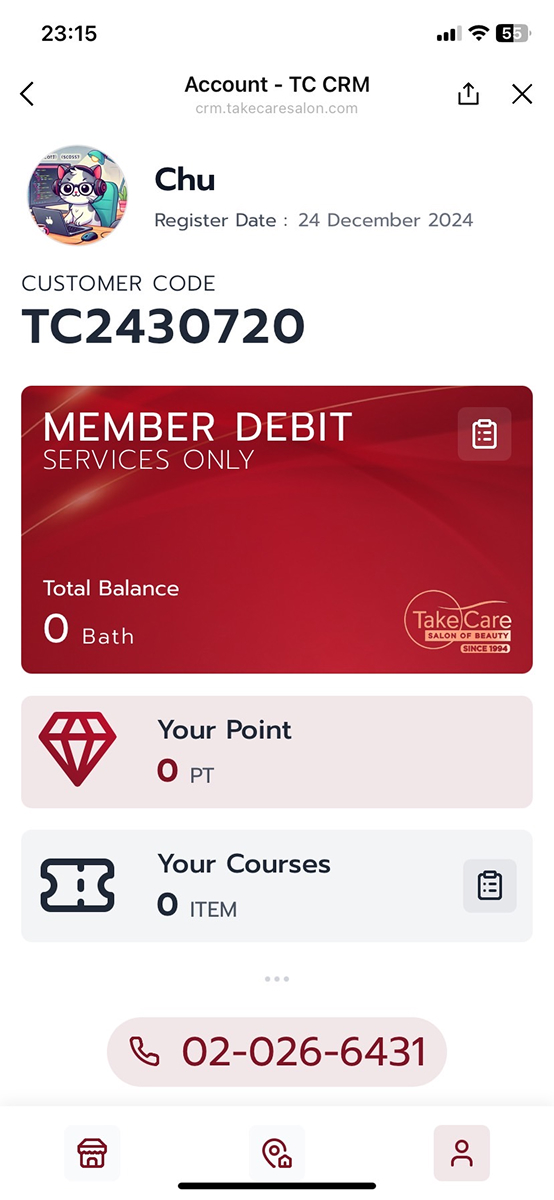 23:15
55
Account - TC CRM
crm.takecaresalon.com
Chu
Register Date : 24 December 2024
CUSTOMER CODE
TC2430720
MEMBER DEBIT
SERVICES ONLY
Total Balance
0 Bath
Take Care
SALON OF BEAUTY
SINCE 1994
Your Point
0 PT
Your Courses
0 ITEM
02-026-6431